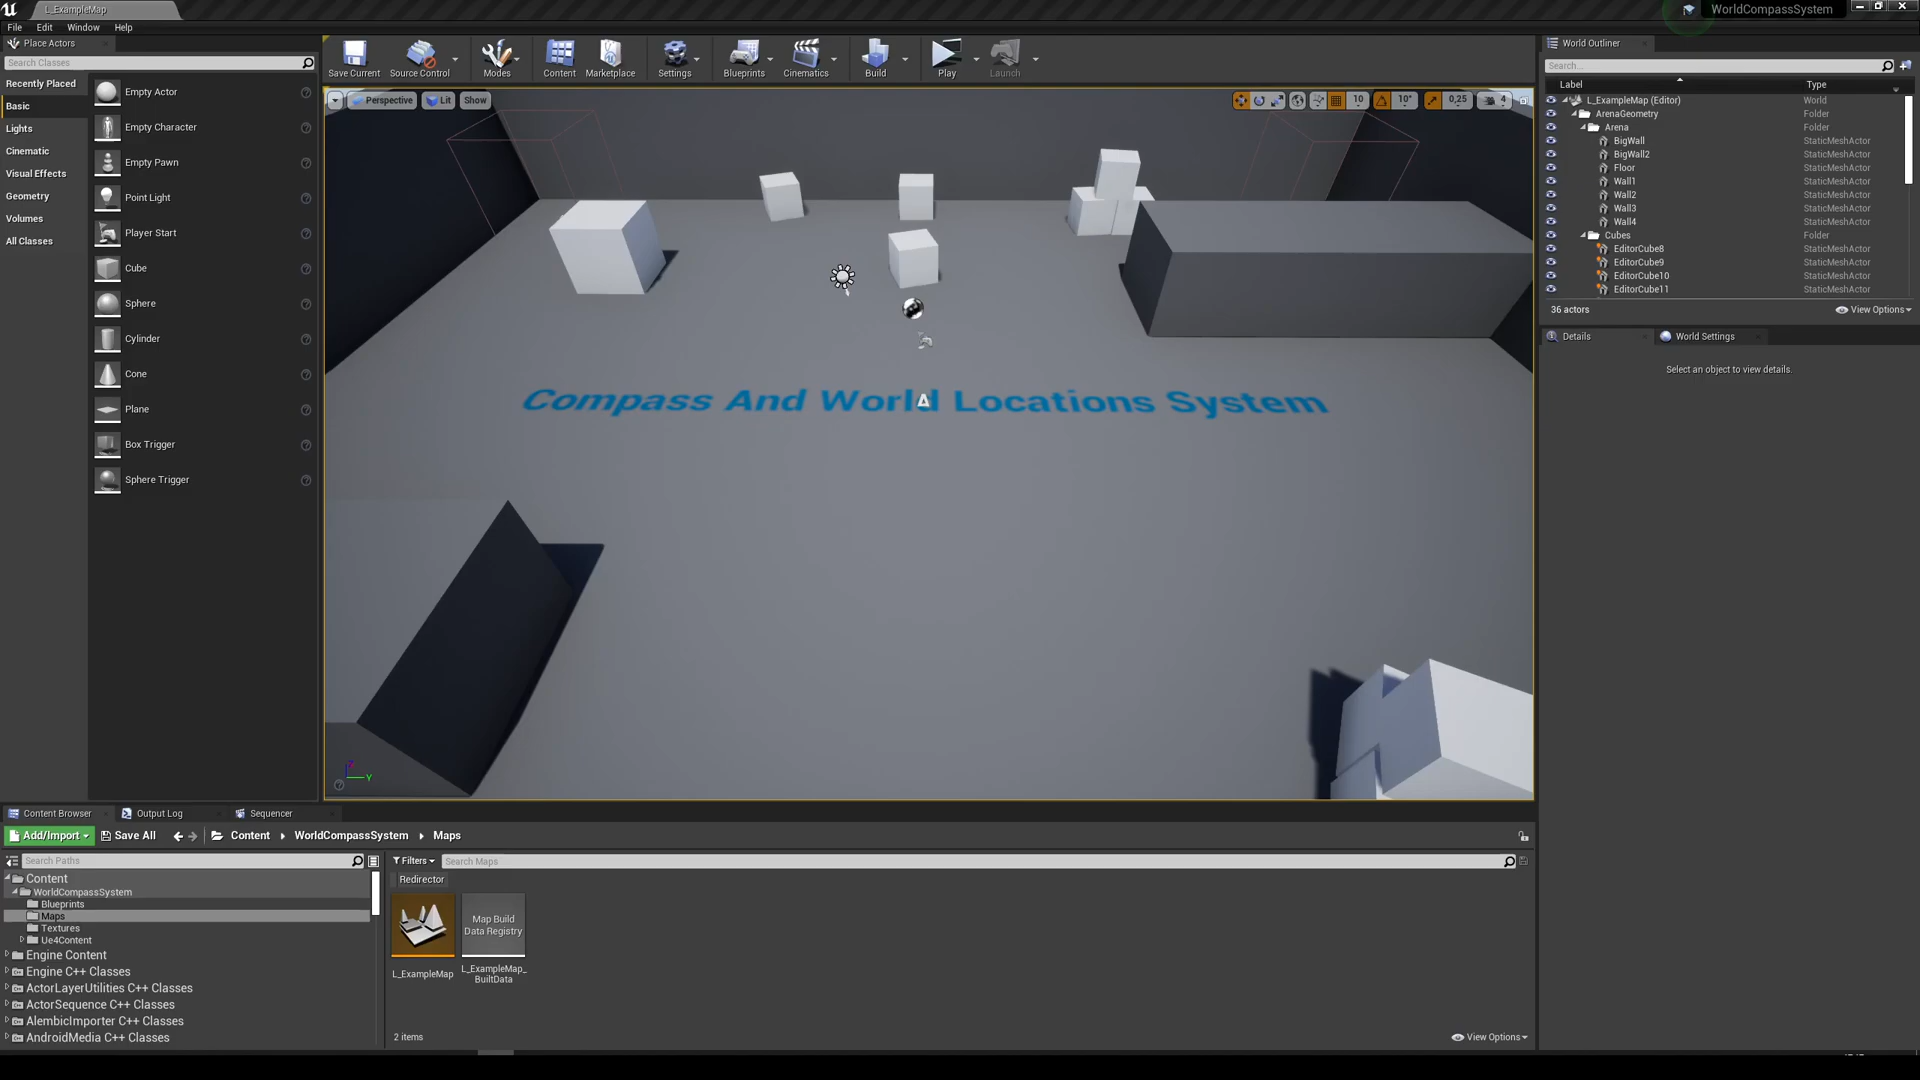 L_ExampleMap
WorldCompassSystem
File Edit Window Help
Place Actors
Search Classes
Recently Placed
Basic
Lights
Cinematic
Visual Effects
Geometry
Volumes
All Classes
Empty Actor
Empty Character
Empty Pawn
Point Light
Player Start
Cube
Sphere
Cylinder
Cone
Plane
Box Trigger
Sphere Trigger
Save Current Source Control Modes Content Marketplace Settings Blueprints Cinematics Build Play Launch
Perspective Lit Show
10 10° 0,25 4
Compass And World Locations System
Y
World Outliner
Search...
Label Type
L_ExampleMap (Editor) World
ArenaGeometry Folder
Arena Folder
BigWall StaticMeshActor
BigWall2 StaticMeshActor
Floor StaticMeshActor
Wall1 StaticMeshActor
Wall2 StaticMeshActor
Wall3 StaticMeshActor
Wall4 StaticMeshActor
Cubes Folder
EditorCube8 StaticMeshActor
EditorCube9 StaticMeshActor
EditorCube10 StaticMeshActor
EditorCube11 StaticMeshActor
36 actors View Options
Details World Settings
Select an object to view details.
Content Browser Output Log Sequencer
Add/Import Save All Content WorldCompassSystem Maps
Search Paths
Content
WorldCompassSystem
Blueprints
Maps
Textures
Ue4Content
Engine Content
Engine C++ Classes
ActorLayerUtilities C++ Classes
ActorSequence C++ Classes
AlembicImporter C++ Classes
AndroidMedia C++ Classes
Filters Search Maps
Redirector
Map Build
Data Registry
L_ExampleMap
L_ExampleMap_
BuiltData
2 items View Options